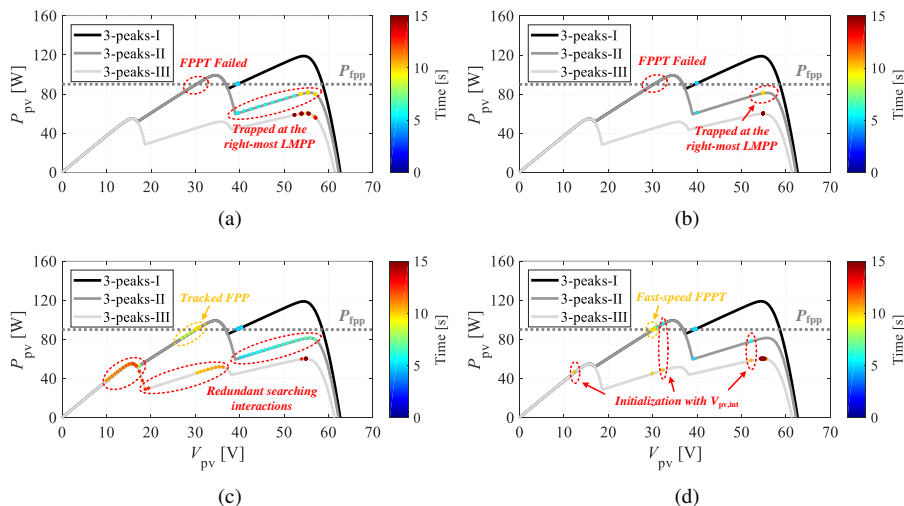 160
120
80
40
0
P_pv [W]
3-peaks-I
3-peaks-II
3-peaks-III
FPPT Failed
P_fpp
Trapped at the
right-most LMPP
0 10 20 30 40 50 60 70
15
10
5
0
Time [s]
(a)
160
120
80
40
0
P_pv [W]
3-peaks-I
3-peaks-II
3-peaks-III
FPPT Failed
P_fpp
Trapped at the
right-most LMPP
0 10 20 30 40 50 60 70
15
10
5
0
Time [s]
(b)
160
120
80
40
0
P_pv [W]
3-peaks-I
3-peaks-II
3-peaks-III
Tracked FPP
P_fpp
Redundant searching
interactions
0 10 20 30 40 50 60 70
V_pv [V]
15
10
5
0
Time [s]
(c)
160
120
80
40
0
P_pv [W]
3-peaks-I
3-peaks-II
3-peaks-III
Fast-speed FPPT
P_fpp
Initialization with V_pv,int
0 10 20 30 40 50 60 70
V_pv [V]
15
10
5
0
Time [s]
(d)